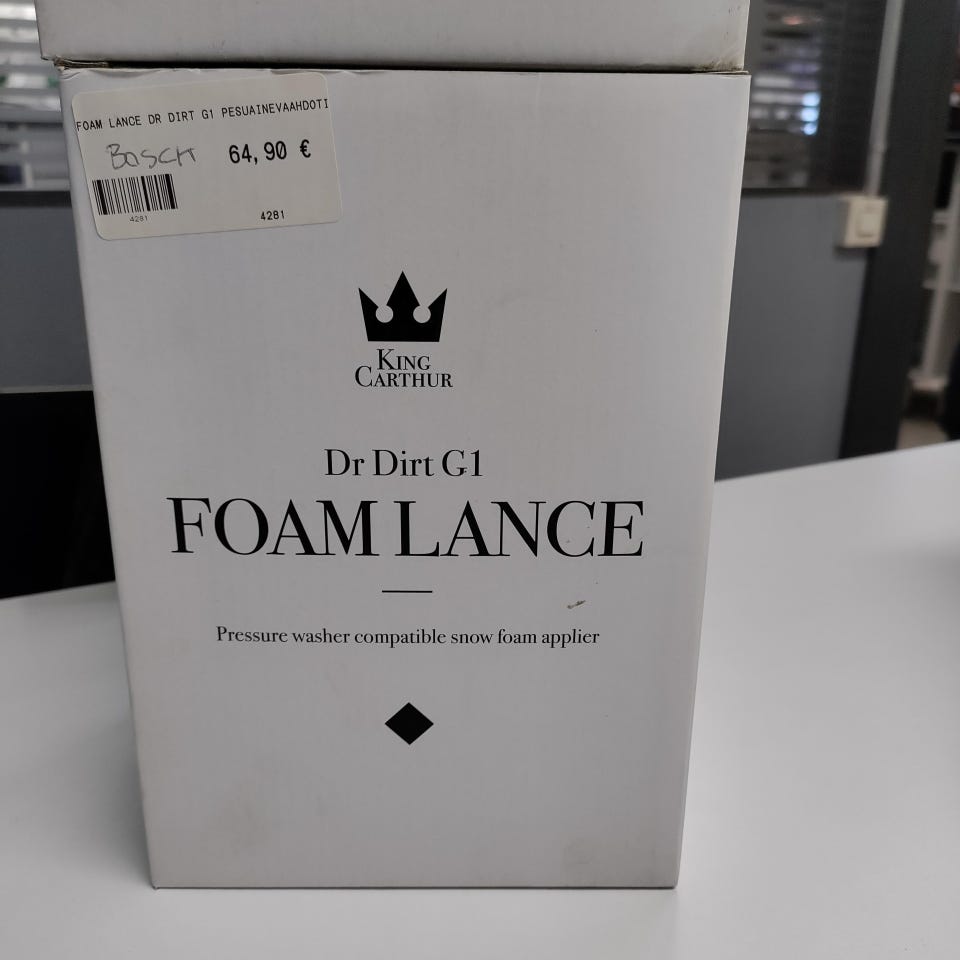 FOAM LANCE DR DIRT G1 PESUAINEVAAHDOTI
BOSCH 64,90 €
4281 4281
KING
CARTHUR
Dr Dirt G1
FOAM LANCE
Pressure washer compatible snow foam applier